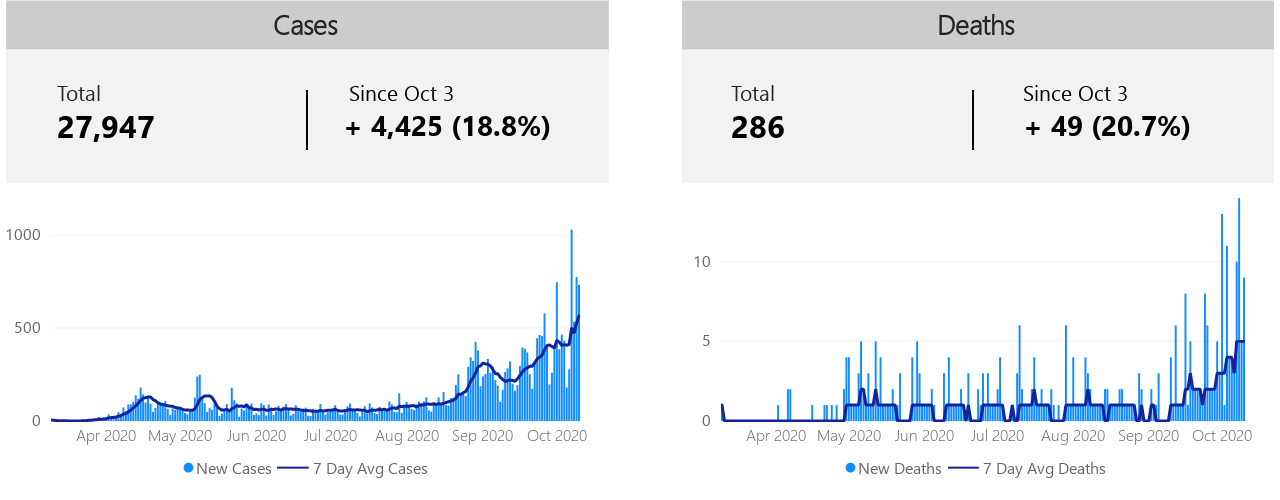 Cases
Total
27,947
Since Oct 3
+ 4,425 (18.8%)
1000
500
0
Apr 2020 May 2020 Jun 2020 Jul 2020 Aug 2020 Sep 2020 Oct 2020
New Cases 7 Day Avg Cases
Deaths
Total
286
Since Oct 3
+ 49 (20.7%)
10
5
0
Apr 2020 May 2020 Jun 2020 Jul 2020 Aug 2020 Sep 2020 Oct 2020
New Deaths 7 Day Avg Deaths